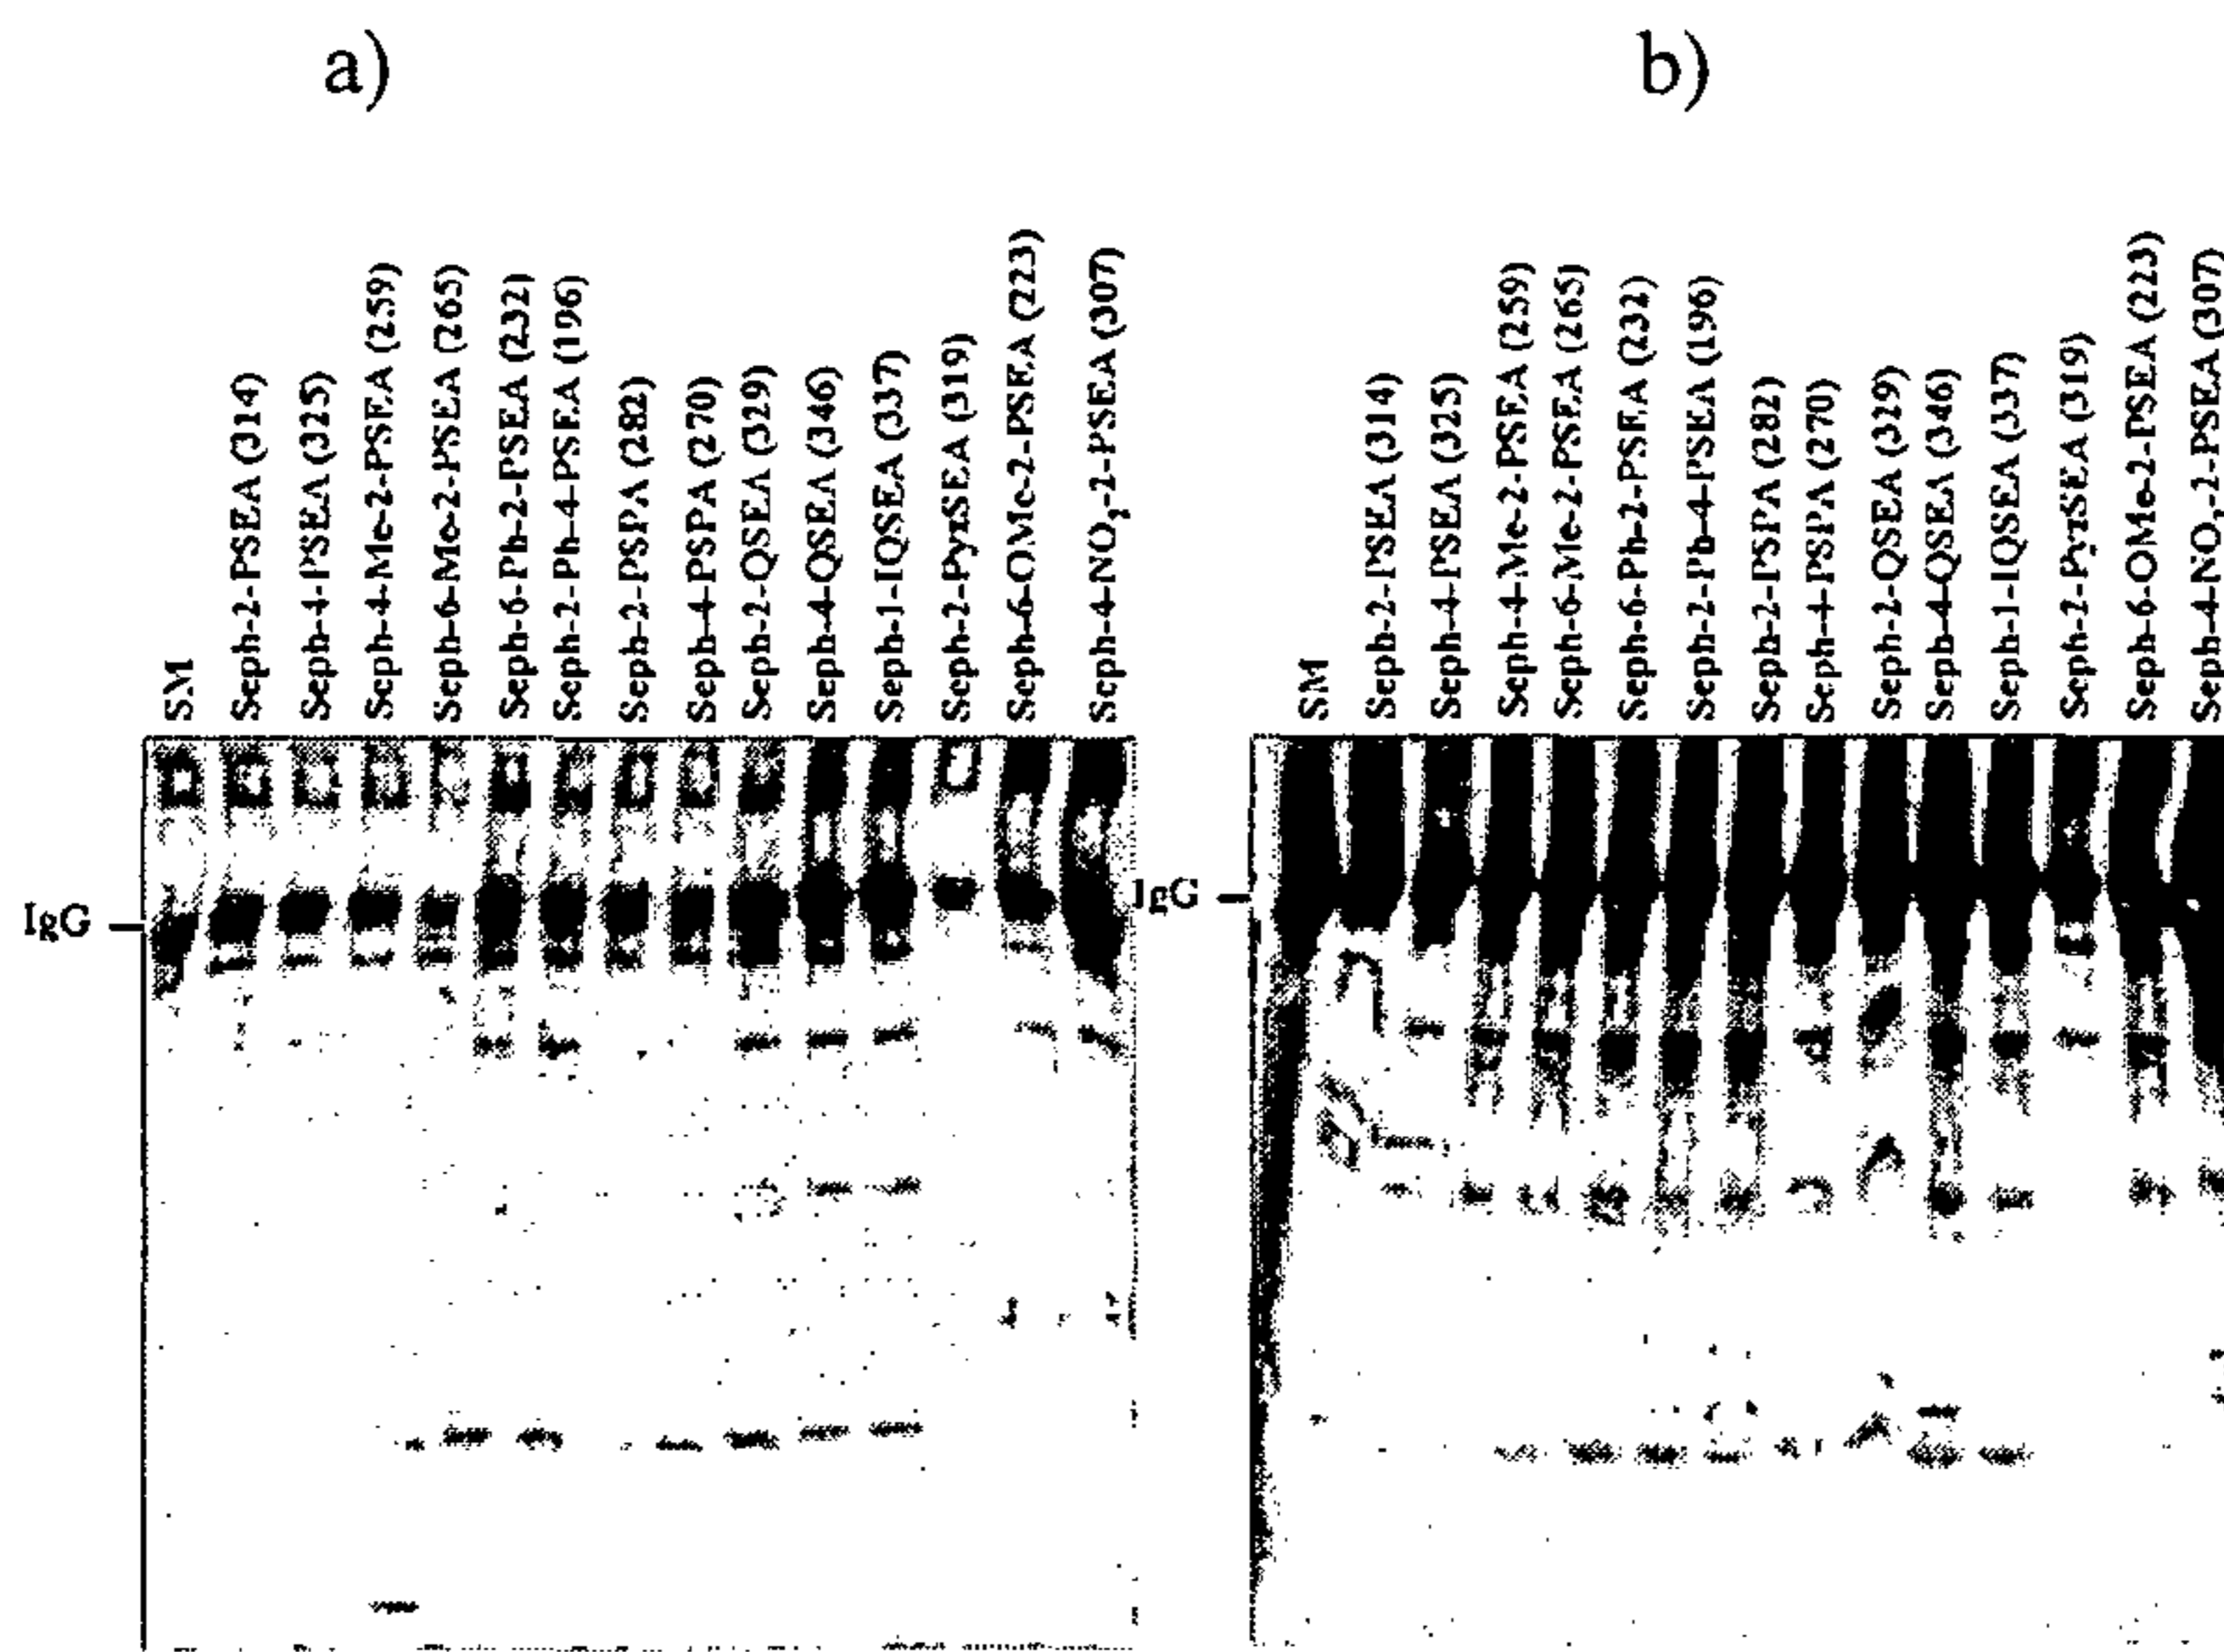 a)
SM
Seph-2-PSEA (314)
Seph-4-PSEA (325)
Seph-4-Me-2-PSEA (259)
Seph-6-Me-2-PSEA (265)
Seph-6-Ph-2-PSEA (232)
Seph-2-Ph-4-PSEA (196)
Seph-2-PSPA (282)
Seph-4-PSPA (270)
Seph-2-QSEA (329)
Seph-4-QSEA (346)
Seph-1-IQSEA (337)
Seph-2-PyrSEA (319)
Seph-6-OMe-2-PSEA (223)
Seph-4-NO₂-2-PSEA (307)
IgG
b)
SM
Seph-2-PSEA (314)
Seph-4-PSEA (325)
Seph-4-Me-2-PSEA (259)
Seph-6-Me-2-PSEA (265)
Seph-6-Ph-2-PSEA (232)
Seph-2-Ph-4-PSEA (196)
Seph-2-PSPA (282)
Seph-4-PSPA (270)
Seph-2-QSEA (329)
Seph-4-QSEA (346)
Seph-1-IQSEA (337)
Seph-2-PyrSEA (319)
Seph-6-OMe-2-PSEA (223)
Seph-4-NO₂-2-PSEA (307)
IgG